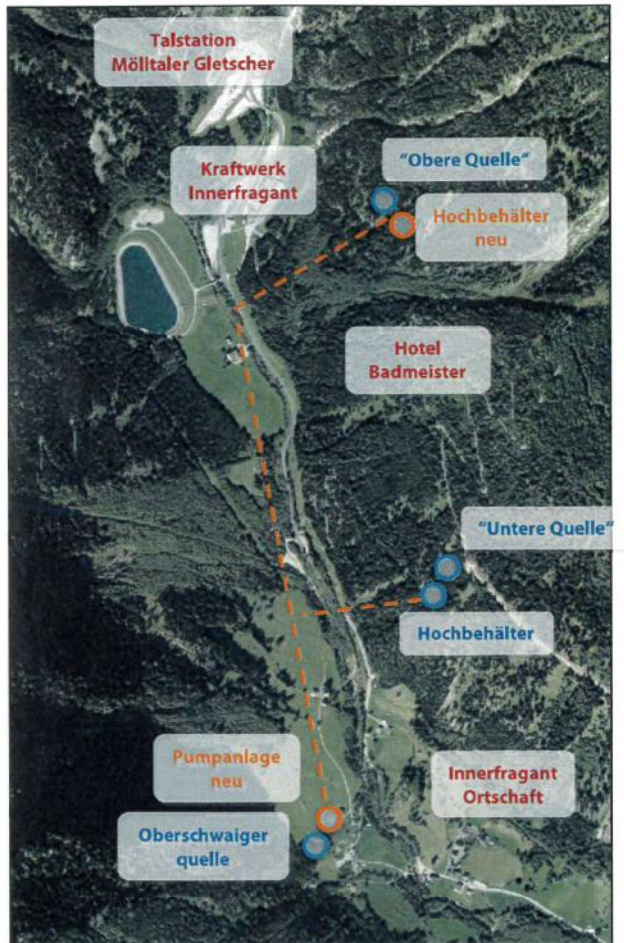 Talstation
Mölltaler Gletscher
Kraftwerk
Innerfragant
"Obere Quelle"
Hochbehälter
neu
Hotel
Badmeister
"Untere Quelle"
Hochbehälter
Pumpanlage
neu
Innerfragant
Ortschaft
Oberschwaiger
quelle